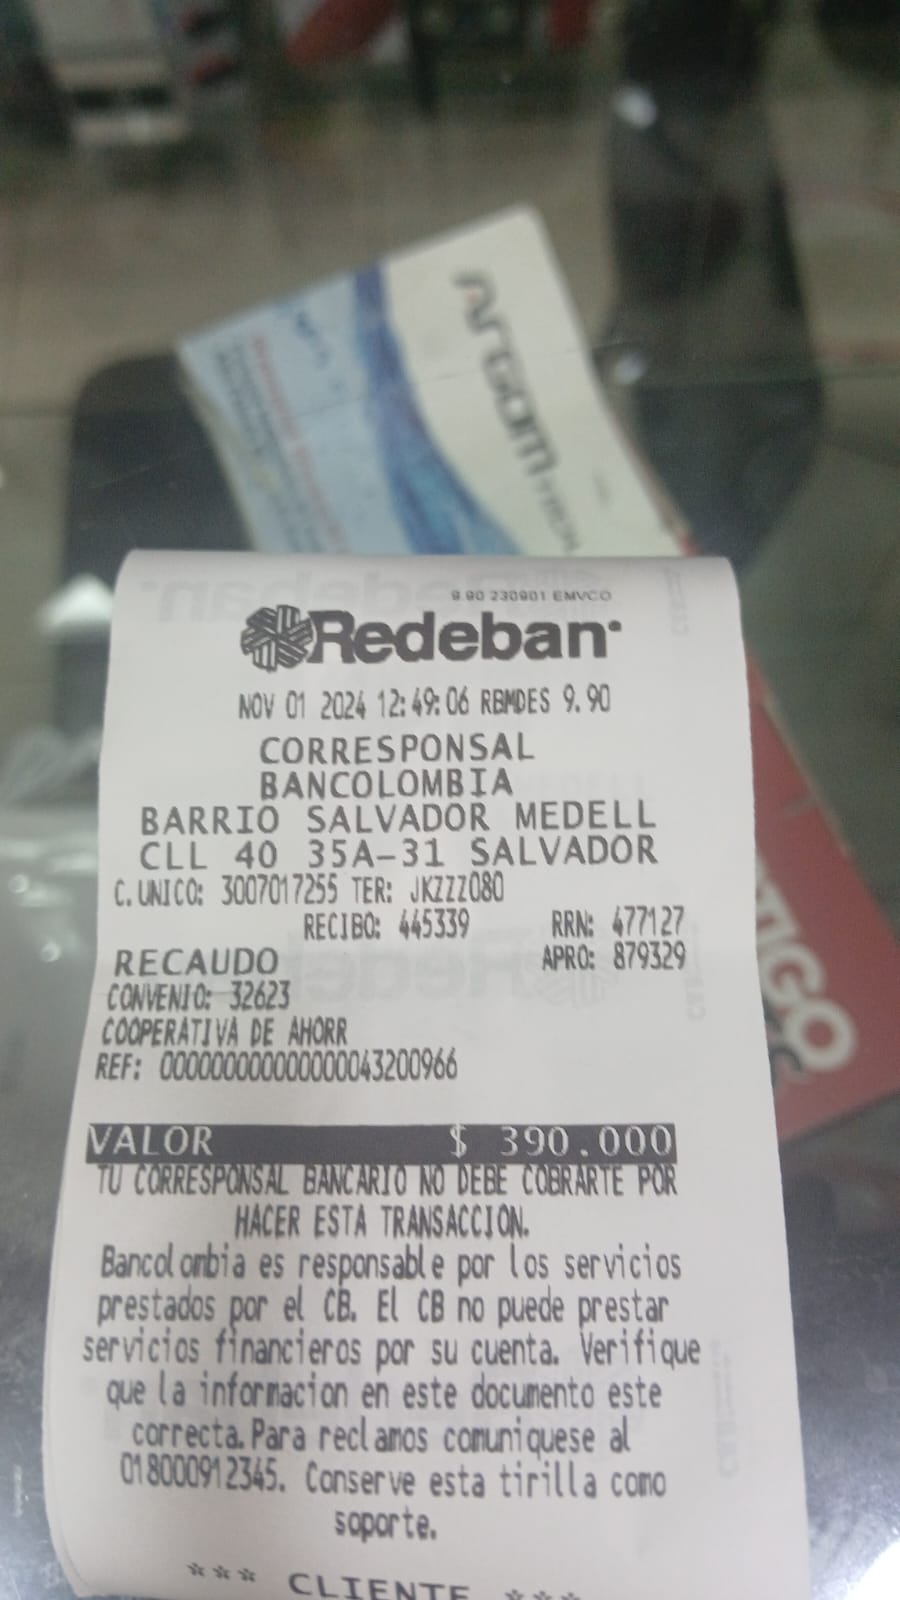 ARGOM TECH
9.90 230901 EMVCO
Redeban
NOV 01 2024 12:49:06 RBMDES 9.90
CORRESPONSAL
BANCOLOMBIA
BARRIO SALVADOR MEDELL
CLL 40 35A-31 SALVADOR
C.UNICO: 3007017255 TER: JKZZZ080
RECIBO: 445339 RRN: 477127
RECAUDO APRO: 879329
CONVENIO: 32623
COOPERATIVA DE AHORR
REF: 000000000000000043200966
VALOR $ 390.000
TU CORRESPONSAL BANCARIO NO DEBE COBRARTE POR
HACER ESTA TRANSACCION.
Bancolombia es responsable por los servicios
prestados por el CB. El CB no puede prestar
servicios financieros por su cuenta. Verifique
que la informacion en este documento este
correcta.Para reclamos comuniquese al
018000912345. Conserve esta tirilla como
soporte.
*** CLIENTE ***